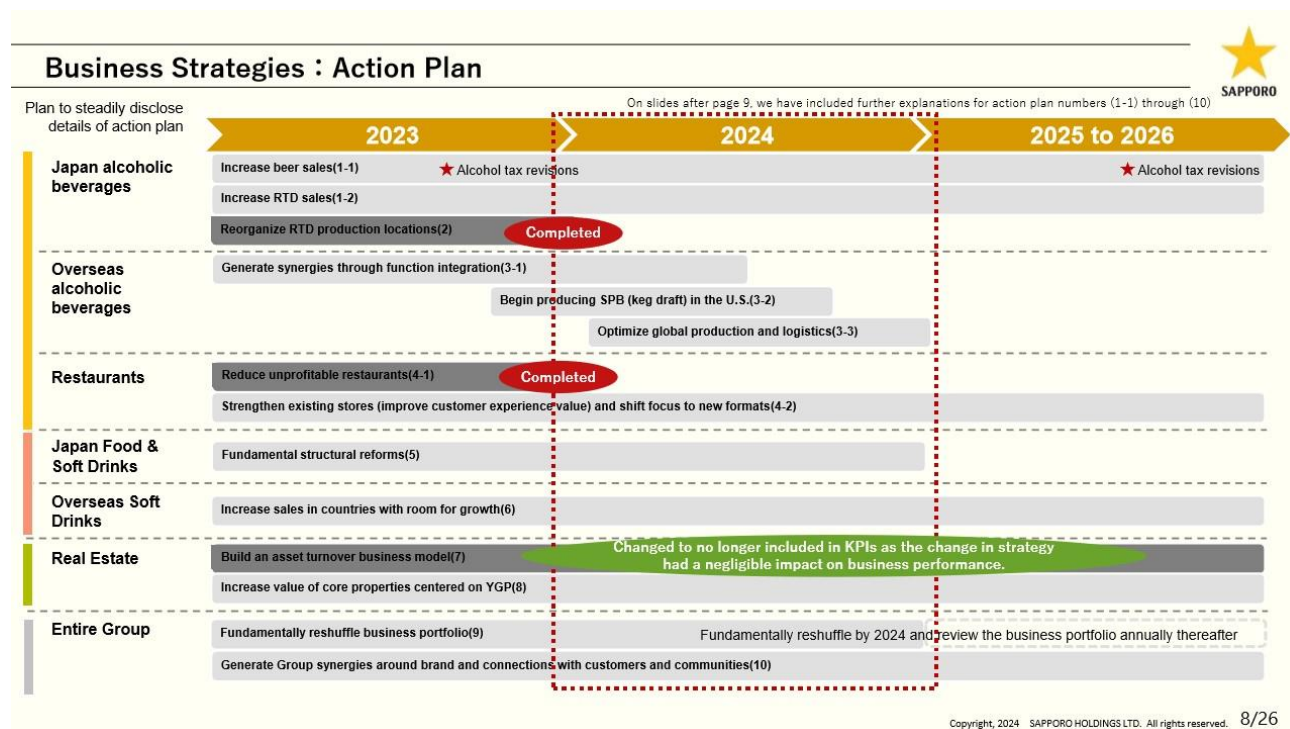 Business Strategies：Action Plan
SAPPORO
Plan to steadily disclose
details of action plan
On slides after page 9, we have included further explanations for action plan numbers (1-1) through (10)
2023
2024
2025 to 2026
Japan alcoholic
beverages
Increase beer sales(1-1)
★Alcohol tax revisions
★Alcohol tax revisions
Increase RTD sales(1-2)
Reorganize RTD production locations(2)
Completed
Overseas
alcoholic
beverages
Generate synergies through function integration(3-1)
Begin producing SPB (keg draft) in the U.S.(3-2)
Optimize global production and logistics(3-3)
Restaurants
Reduce unprofitable restaurants(4-1)
Completed
Strengthen existing stores (improve customer experience value) and shift focus to new formats(4-2)
Japan Food &
Soft Drinks
Fundamental structural reforms(5)
Overseas Soft
Drinks
Increase sales in countries with room for growth(6)
Real Estate
Build an asset turnover business model(7)
Changed to no longer included in KPIs as the change in strategy
had a negligible impact on business performance.
Increase value of core properties centered on YGP(8)
Entire Group
Fundamentally reshuffle business portfolio(9)
Fundamentally reshuffle by 2024 and review the business portfolio annually thereafter
Generate Group synergies around brand and connections with customers and communities(10)
Copyright, 2024 SAPPORO HOLDINGS LTD. All rights reserved.
8/26